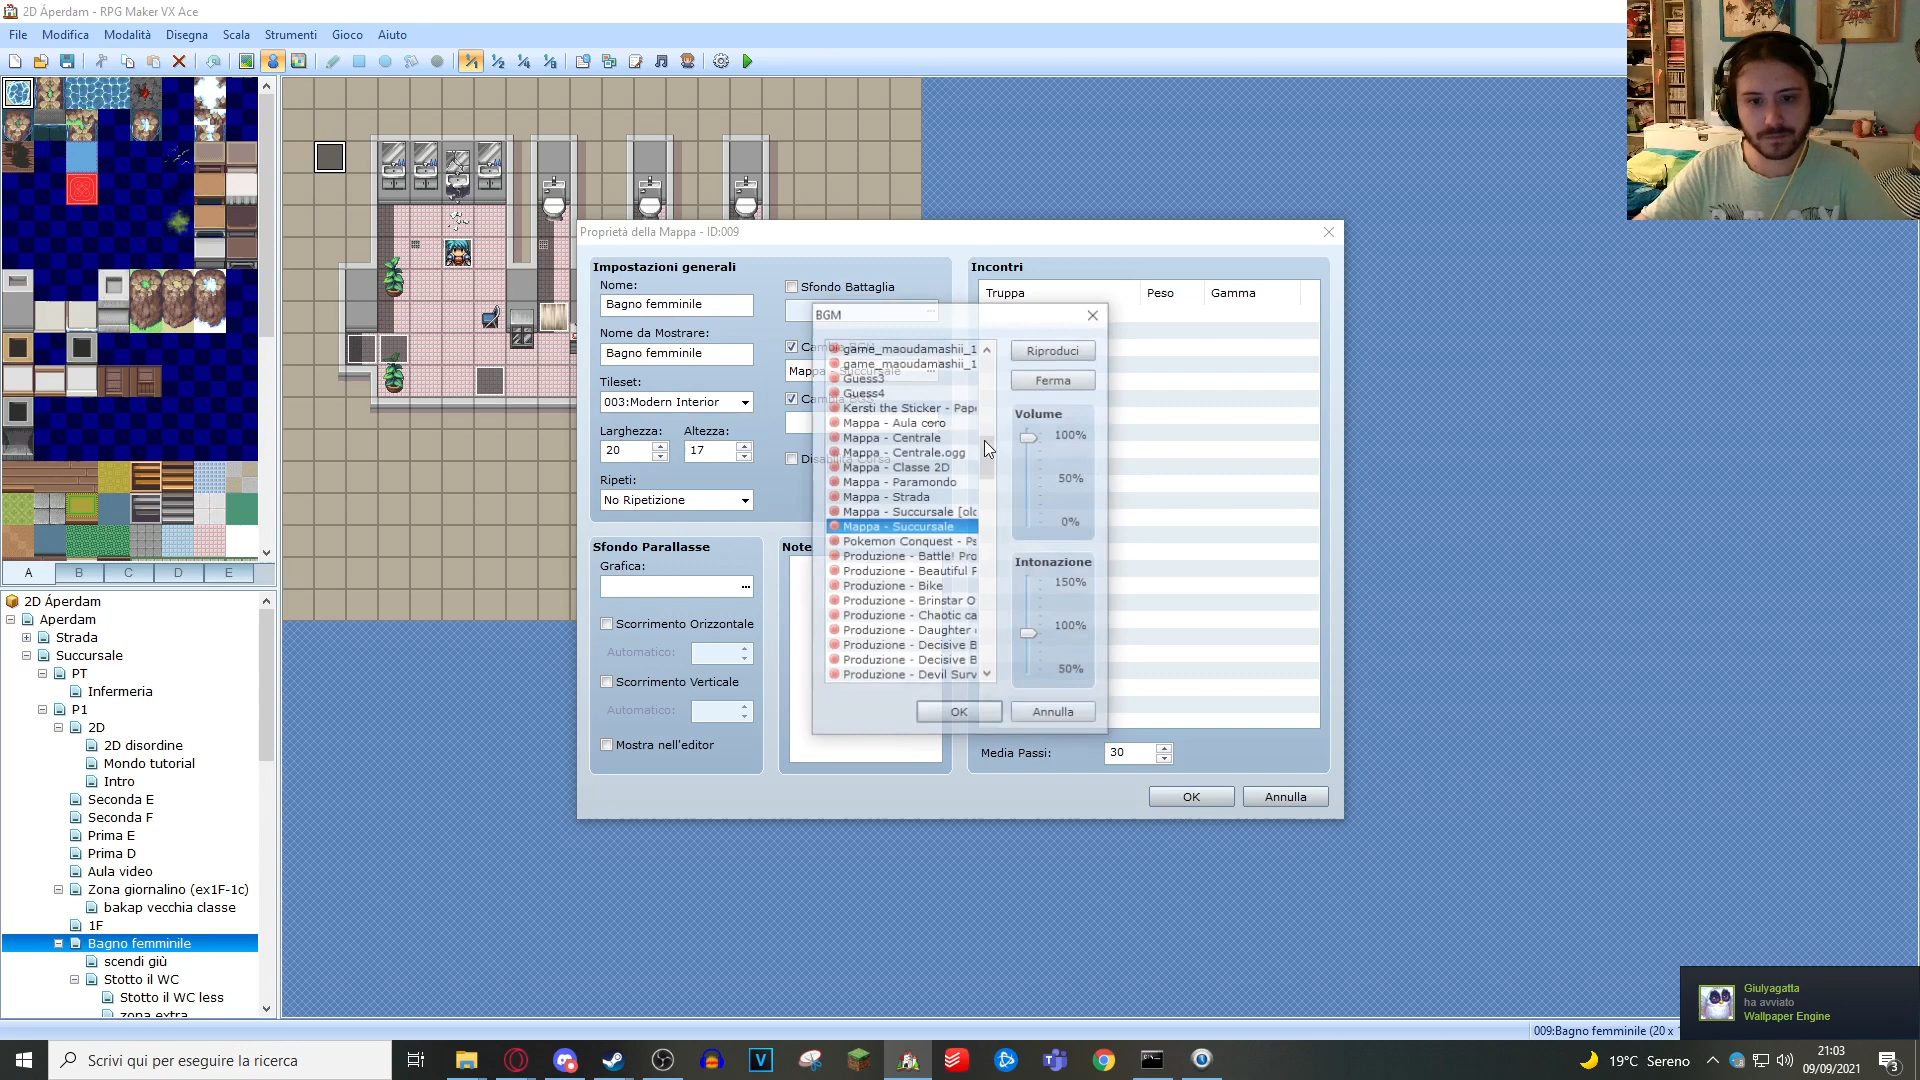 2D Áperdam - RPG Maker VX Ace
File Modifica Modalità Disegna Scala Strumenti Gioco Aiuto
Proprietà della Mappa - ID:009
Impostazioni generali
Nome:
Bagno femminile
Nome da Mostrare:
Bagno femminile
Tileset:
003:Modern Interior
Larghezza: Altezza:
20 17
Ripeti:
No Ripetizione
Sfondo Battaglia
Sfondo Parallasse
Grafica:
Scorrimento Orizzontale
Automatico:
Scorrimento Verticale
Automatico:
Mostra nell'editor
Note
Incontri
Truppa Peso Gamma
Media Passi: 30
OK Annulla
BGM
game_maoudamashii_1
game_maoudamashii_1
Guess3
Guess4
Kersti the Sticker - Pape
Mappa - Aula coro
Mappa - Centrale
Mappa - Centrale.ogg
Mappa - Classe 2D
Mappa - Paramondo
Mappa - Strada
Mappa - Succursale [old
Mappa - Succursale
Pokemon Conquest - Ps
Produzione - Battle! Pro
Produzione - Beautiful F
Produzione - Bike
Produzione - Brinstar O
Produzione - Chaotic ca
Produzione - Daughter
Produzione - Decisive B
Produzione - Decisive B
Produzione - Devil Surv
Riproduci
Ferma
Volume
100%
50%
0%
Intonazione
150%
100%
50%
OK Annulla
A B C D E
2D Áperdam
Aperdam
Strada
Succursale
PT
Infermeria
P1
2D
2D disordine
Mondo tutorial
Intro
Seconda E
Seconda F
Prima E
Prima D
Aula video
Zona giornalino (ex1F-1c)
bakap vecchia classe
1F
Bagno femminile
scendi giù
Stotto il WC
Stotto il WC less
zona extra
Giulyagatta
ha avviato
Wallpaper Engine
009:Bagno femminile (20 x
Scrivi qui per eseguire la ricerca
19°C Sereno
21:03
09/09/2021
3